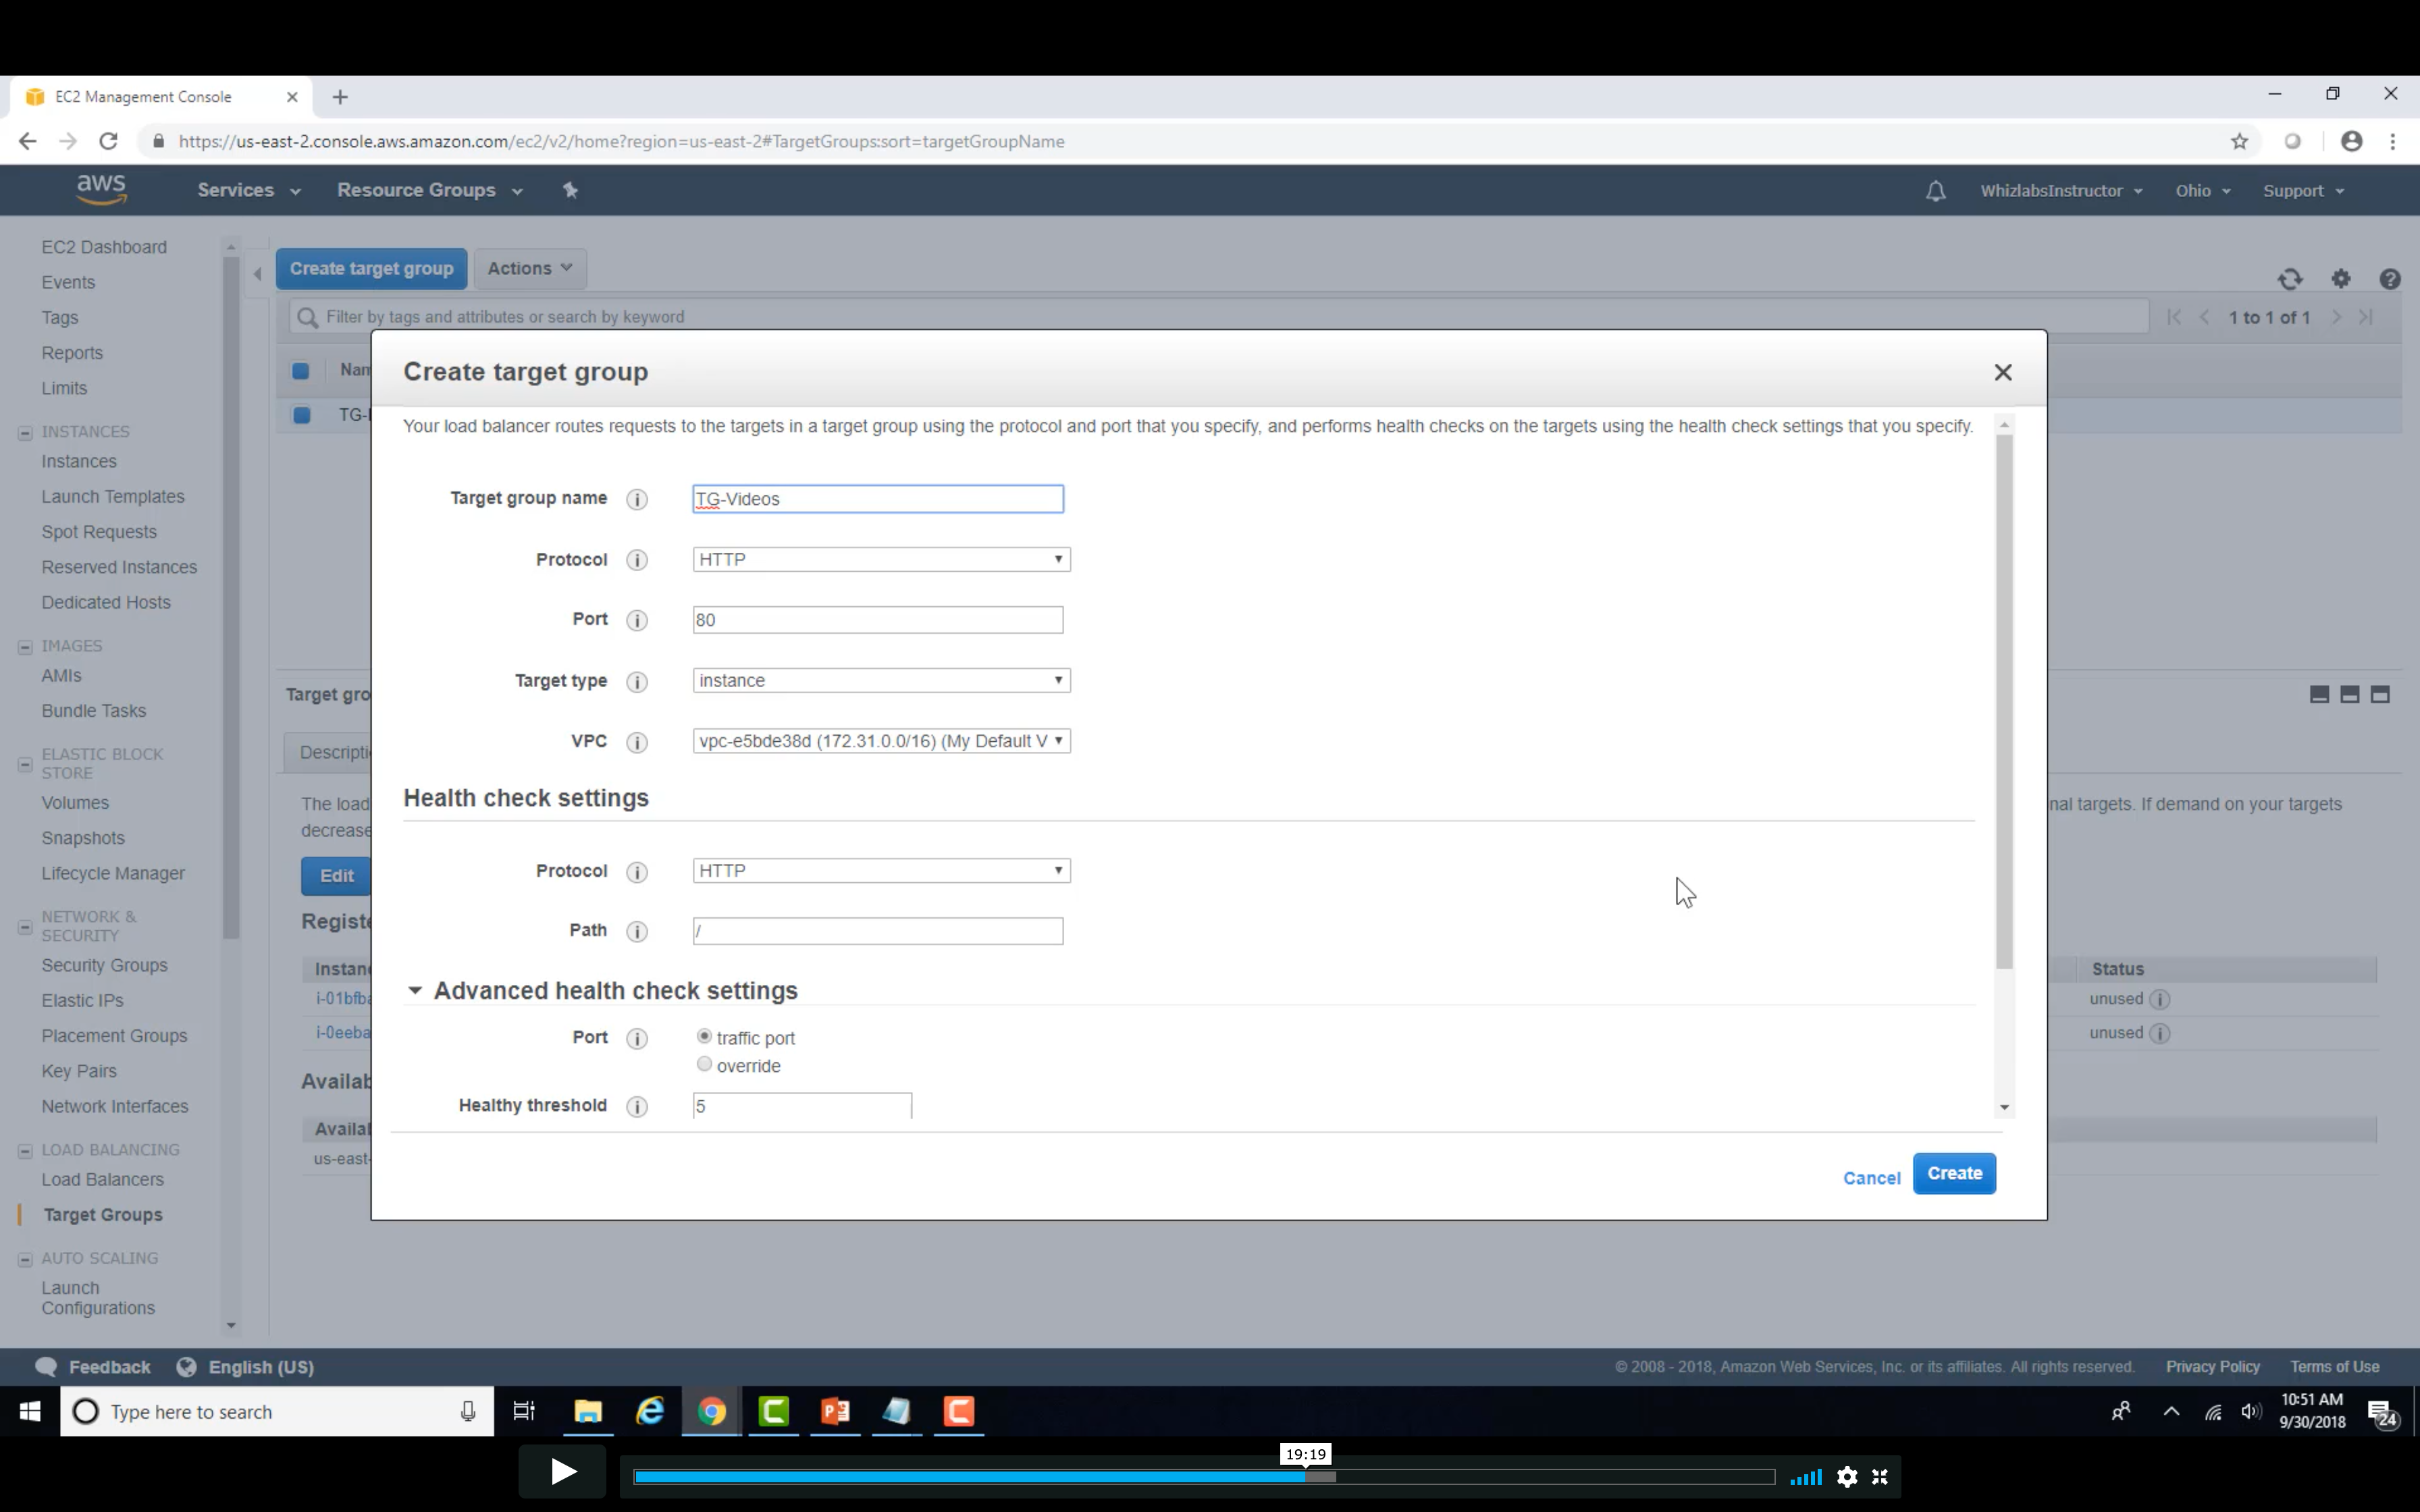 EC2 Management Console
https://us-east-2.console.aws.amazon.com/ec2/v2/home?region=us-east-2#TargetGroups:sort=targetGroupName
aws Services Resource Groups WhizlabsInstructor Ohio Support
EC2 Dashboard
Events
Tags
Reports
Limits
INSTANCES
Instances
Launch Templates
Spot Requests
Reserved Instances
Dedicated Hosts
IMAGES
AMIs
Bundle Tasks
ELASTIC BLOCK
STORE
Volumes
Snapshots
Lifecycle Manager
NETWORK &
SECURITY
Security Groups
Elastic IPs
Placement Groups
Key Pairs
Network Interfaces
LOAD BALANCING
Load Balancers
Target Groups
AUTO SCALING
Launch
Configurations
Create target group Actions
Filter by tags and attributes or search by keyword
1 to 1 of 1
Nam
TG-
Target gro
Descripti
The load
decrease
nal targets. If demand on your targets
Edit
Registe
Instan Status
i-01bfba unused
i-0eeba unused
Availab
Availal
us-east-
Create target group
Your load balancer routes requests to the targets in a target group using the protocol and port that you specify, and performs health checks on the targets using the health check settings that you specify.
Target group name TG-Videos
Protocol HTTP
Port 80
Target type instance
VPC vpc-e5bde38d (172.31.0.0/16) (My Default V
Health check settings
Protocol HTTP
Path /
Advanced health check settings
Port traffic port
override
Healthy threshold 5
Cancel Create
Feedback English (US) © 2008 - 2018, Amazon Web Services, Inc. or its affiliates. All rights reserved. Privacy Policy Terms of Use
Type here to search
10:51 AM
9/30/2018
24
19:19